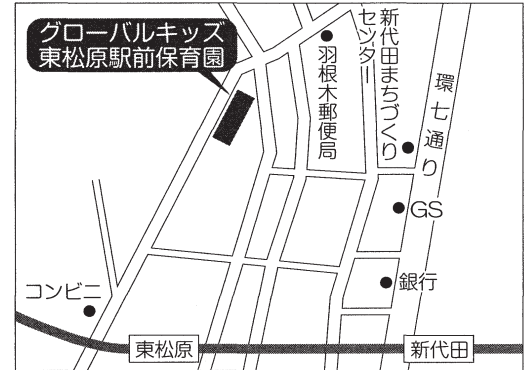 グローバルキッズ
東松原駅前保育園
羽根木郵便局
新代田まちづくり
センター
環七通り
GS
銀行
コンビニ
東松原
新代田